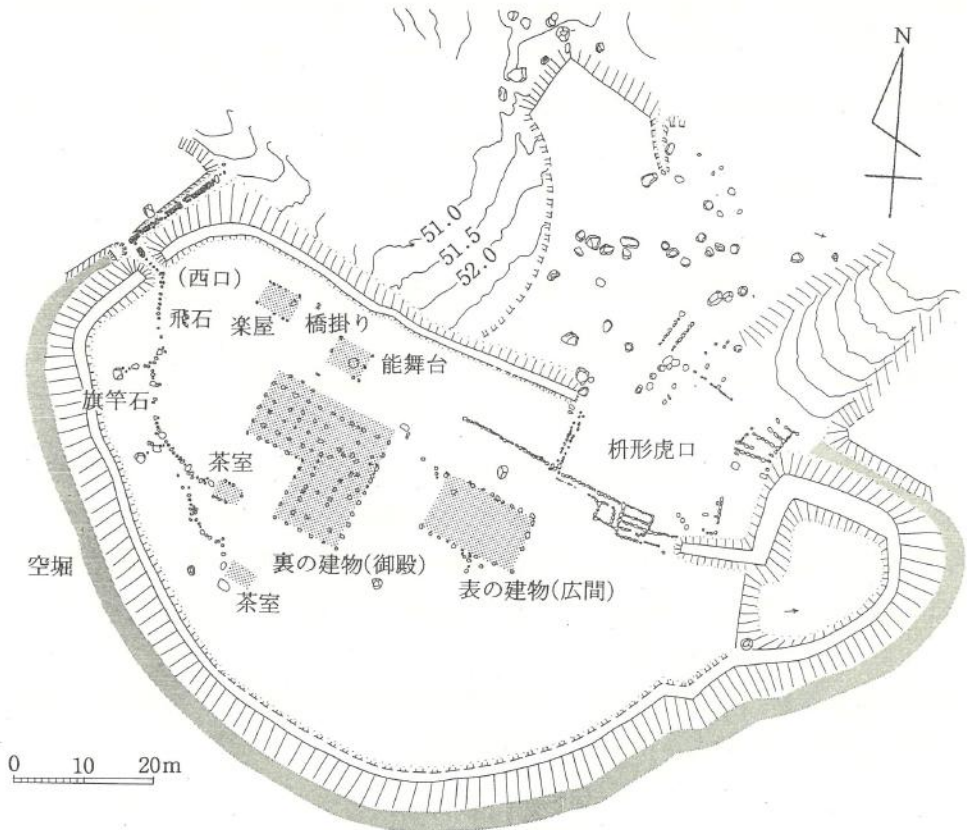 N
51.0
51.5
52.0
(西口)
飛石
楽屋
橋掛り
能舞台
旗竿石
枡形虎口
茶室
空堀
裏の建物(御殿)
表の建物(広間)
茶室
0 10 20m